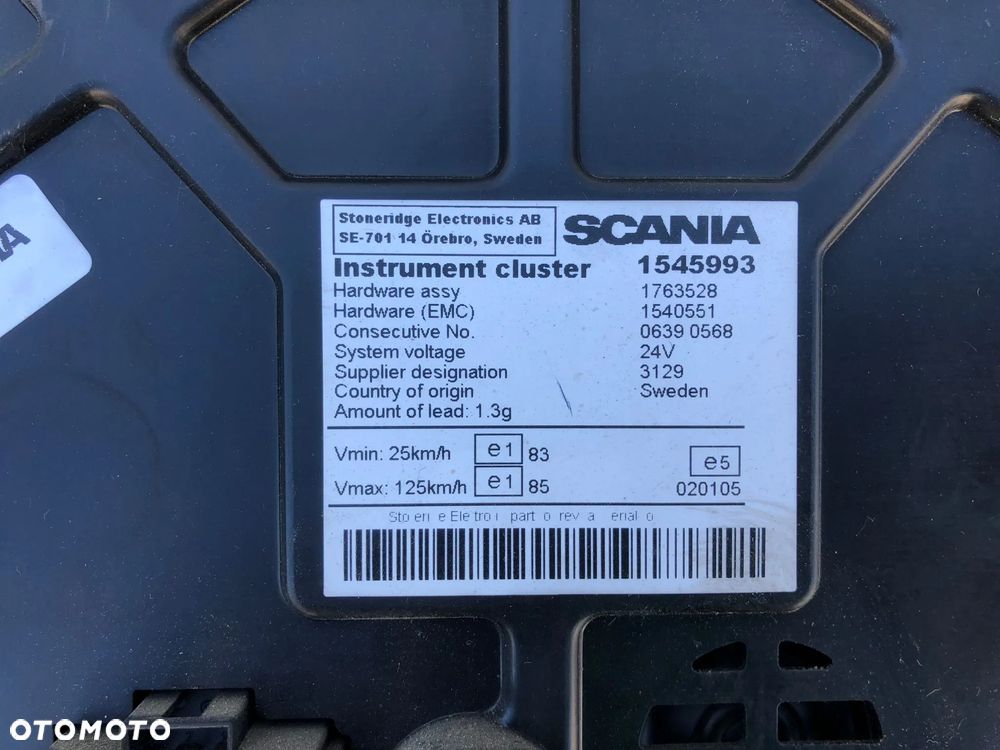 Stoneridge Electronics AB
SE-701 14 Örebro, Sweden
SCANIA
Instrument cluster 1545993
Hardware assy 1763528
Hardware (EMC) 1540551
Consecutive No. 0639 0568
System voltage 24V
Supplier designation 3129
Country of origin Sweden
Amount of lead: 1.3g
Vmin: 25km/h e1 83
e5
Vmax: 125km/h e1 85
020105
A
OTOMOTO